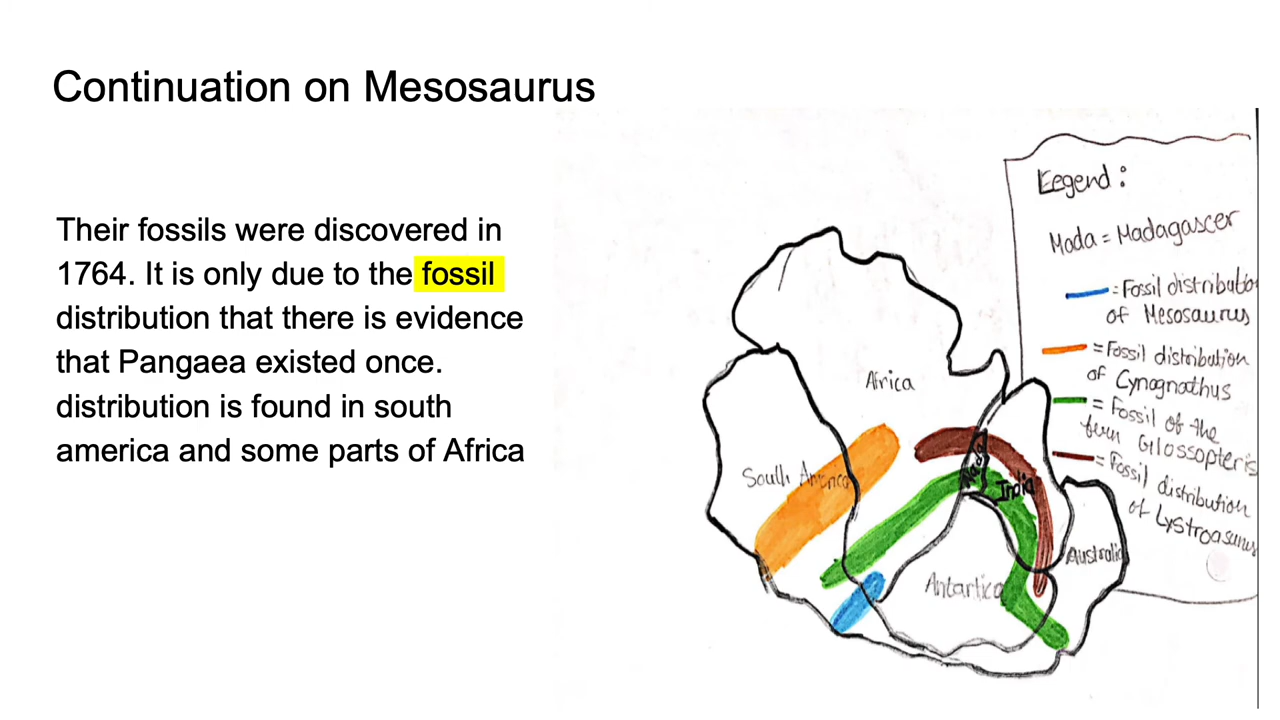 Continuation on Mesosaurus
Their fossils were discovered in
1764. It is only due to the fossil
distribution that there is evidence
that Pangaea existed once.
distribution is found in south
america and some parts of Africa
Legend:
Mada = Madagascer
= Fossil distributio
of Mesosaurus
= Fossil distribution
of Cynognathus
= Fossil of the
fern Glossopteris
= Fossil distribution
of Lystroasurus
Africa
South America
Mada
India
Australia
Antartica